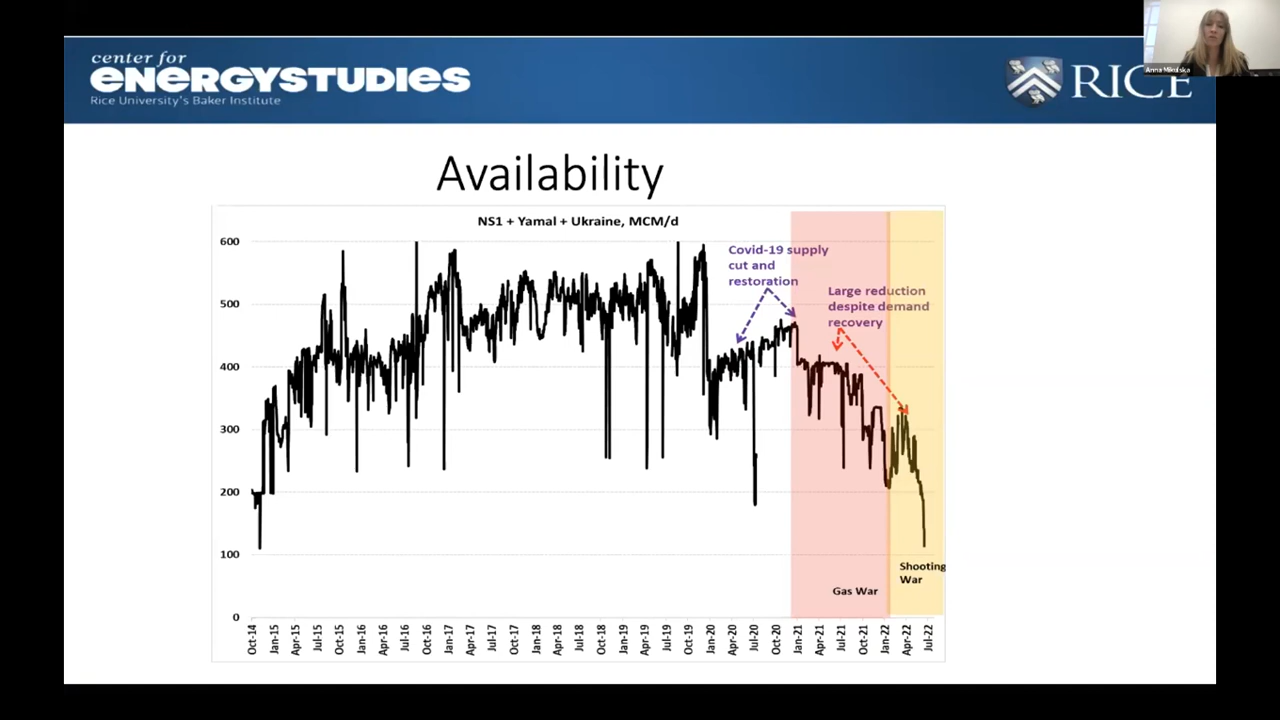 center for
ENERGYSTUDIES
Rice University's Baker Institute
RICE
Anna Mikulska
Availability
NS1 + Yamal + Ukraine, MCM/d
600
500
400
300
200
100
0
Covid-19 supply
cut and
restoration
Large reduction
despite demand
recovery
Gas War
Shooting
War
Oct-14
Jan-15
Apr-15
Jul-15
Oct-15
Jan-16
Apr-16
Jul-16
Oct-16
Jan-17
Apr-17
Jul-17
Oct-17
Jan-18
Apr-18
Jul-18
Oct-18
Jan-19
Apr-19
Jul-19
Oct-19
Jan-20
Apr-20
Jul-20
Oct-20
Jan-21
Apr-21
Jul-21
Oct-21
Jan-22
Apr-22
Jul-22